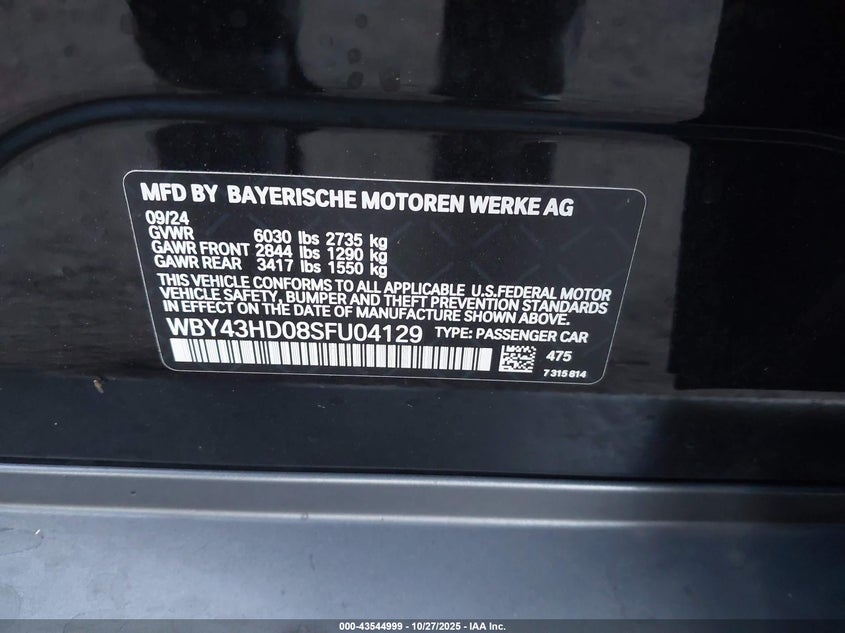 MFD BY BAYERISCHE MOTOREN WERKE AG
09/24
GVWR 6030 lbs 2735 kg
GAWR FRONT 2844 lbs 1290 kg
GAWR REAR 3417 lbs 1550 kg
THIS VEHICLE CONFORMS TO ALL APPLICABLE U.S.FEDERAL MOTOR
VEHICLE SAFETY, BUMPER AND THEFT PREVENTION STANDARDS
IN EFFECT ON THE DATE OF MANUFACTURE SHOWN ABOVE.
WBY43HD08SFU04129 TYPE: PASSENGER CAR
475
7 315 814
000-43544999 | 10/27/2025 - IAA Inc.